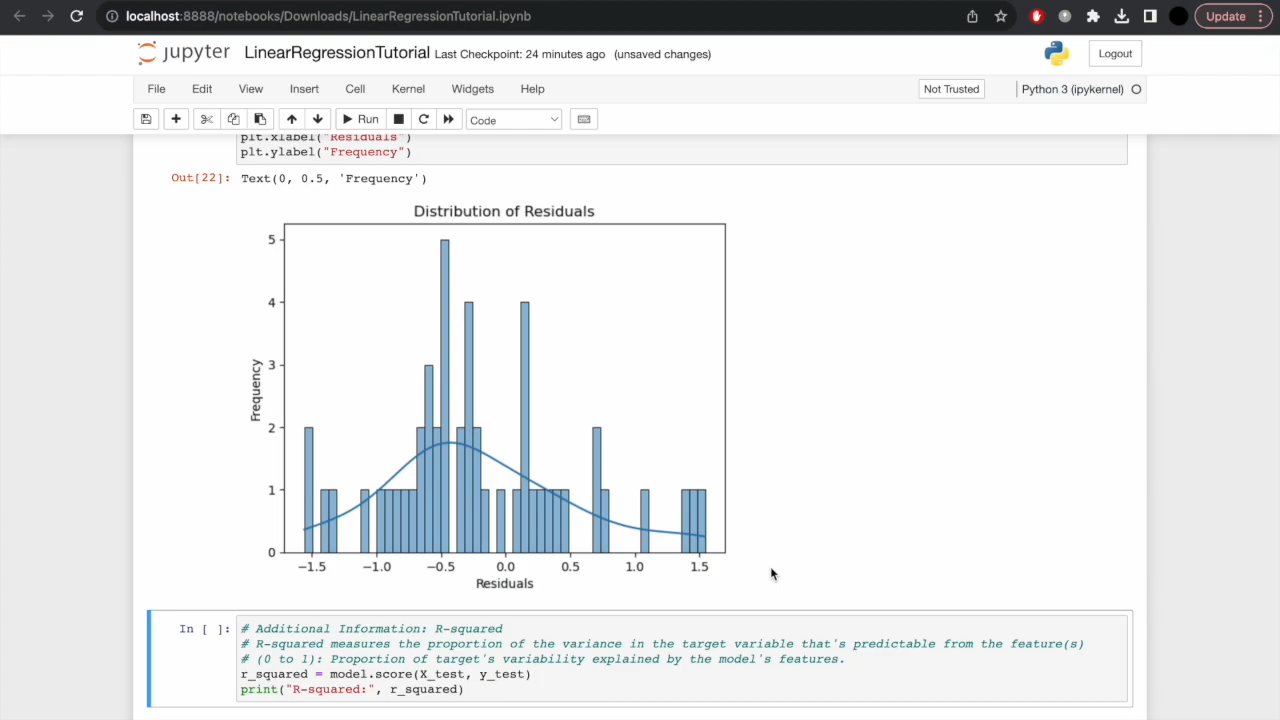 localhost:8888/notebooks/Downloads/LinearRegressionTutorial.ipynb
Update
jupyter LinearRegressionTutorial Last Checkpoint: 24 minutes ago (unsaved changes)
Logout
File Edit View Insert Cell Kernel Widgets Help
Not Trusted
Python 3 (ipykernel)
Run
Code
plt.xlabel("Residuals")
plt.ylabel("Frequency")
Out[22]: Text(0, 0.5, 'Frequency')
Distribution of Residuals
5
4
3
2
1
0
Frequency
−1.5 −1.0 −0.5 0.0 0.5 1.0 1.5
Residuals
In [ ]: # Additional Information: R-squared
# R-squared measures the proportion of the variance in the target variable that's predictable from the feature(s)
# (0 to 1): Proportion of target's variability explained by the model's features.
r_squared = model.score(X_test, y_test)
print("R-squared:", r_squared)